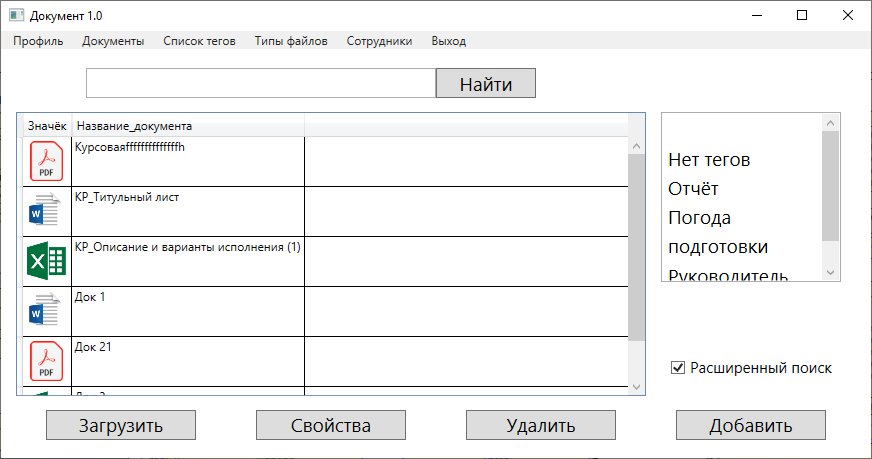 Документ 1.0
Профиль Документы Список тегов Типы файлов Сотрудники Выход
Найти
Значёк Название_документа
PDF Курсоваяffffffffffffffh
W КР_Титульный лист
X КР_Описание и варианты исполнения (1)
W Док 1
PDF Док 21
Нет тегов
Отчёт
Погода
подготовки
Руководитель
Расширенный поиск
Загрузить Свойства Удалить Добавить